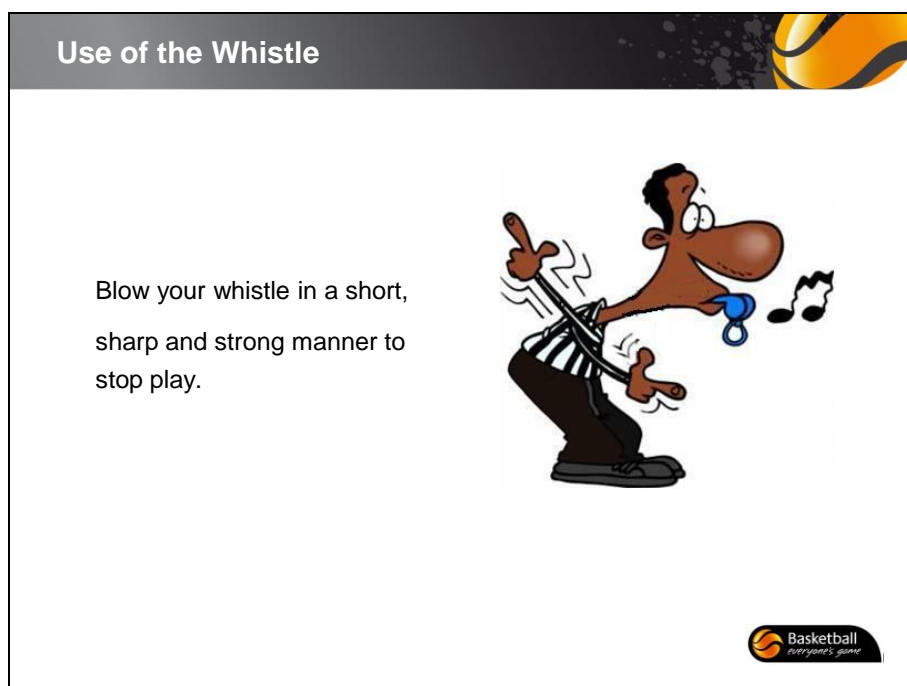 Use of the Whistle
Blow your whistle in a short,
sharp and strong manner to
stop play.
Basketball
everyone's game